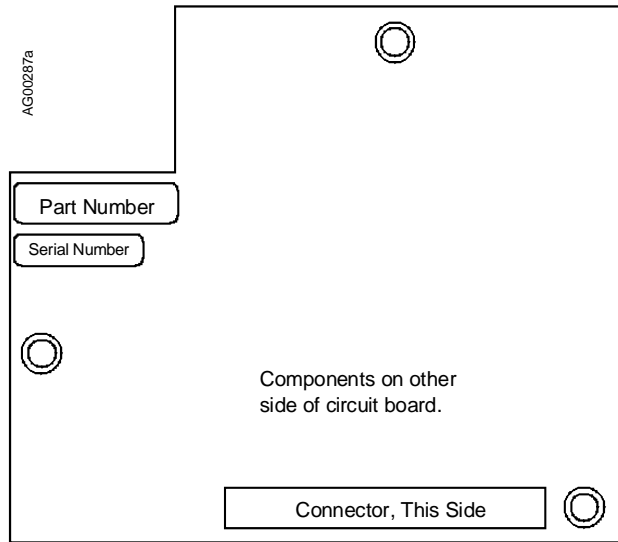 AG00287a
Part Number
Serial Number
Components on other
side of circuit board.
Connector, This Side